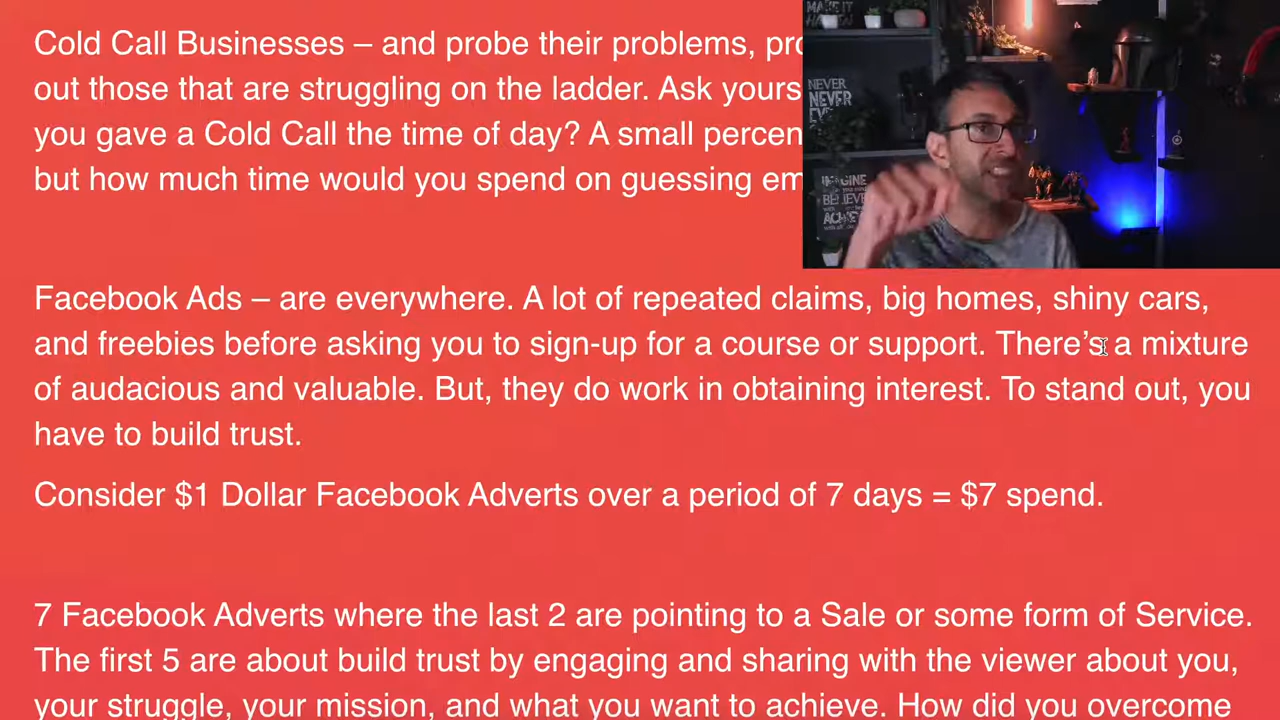 Cold Call Businesses – and probe their problems, pro
out those that are struggling on the ladder. Ask yours
you gave a Cold Call the time of day? A small percen
but how much time would you spend on guessing em
MAKE IT
NEVER
NEVER
IMAGINE
BELIEVE
Facebook Ads – are everywhere. A lot of repeated claims, big homes, shiny cars,
and freebies before asking you to sign-up for a course or support. There’s a mixture
of audacious and valuable. But, they do work in obtaining interest. To stand out, you
have to build trust.
Consider $1 Dollar Facebook Adverts over a period of 7 days = $7 spend.
7 Facebook Adverts where the last 2 are pointing to a Sale or some form of Service.
The first 5 are about build trust by engaging and sharing with the viewer about you,
your struggle, your mission, and what you want to achieve. How did you overcome